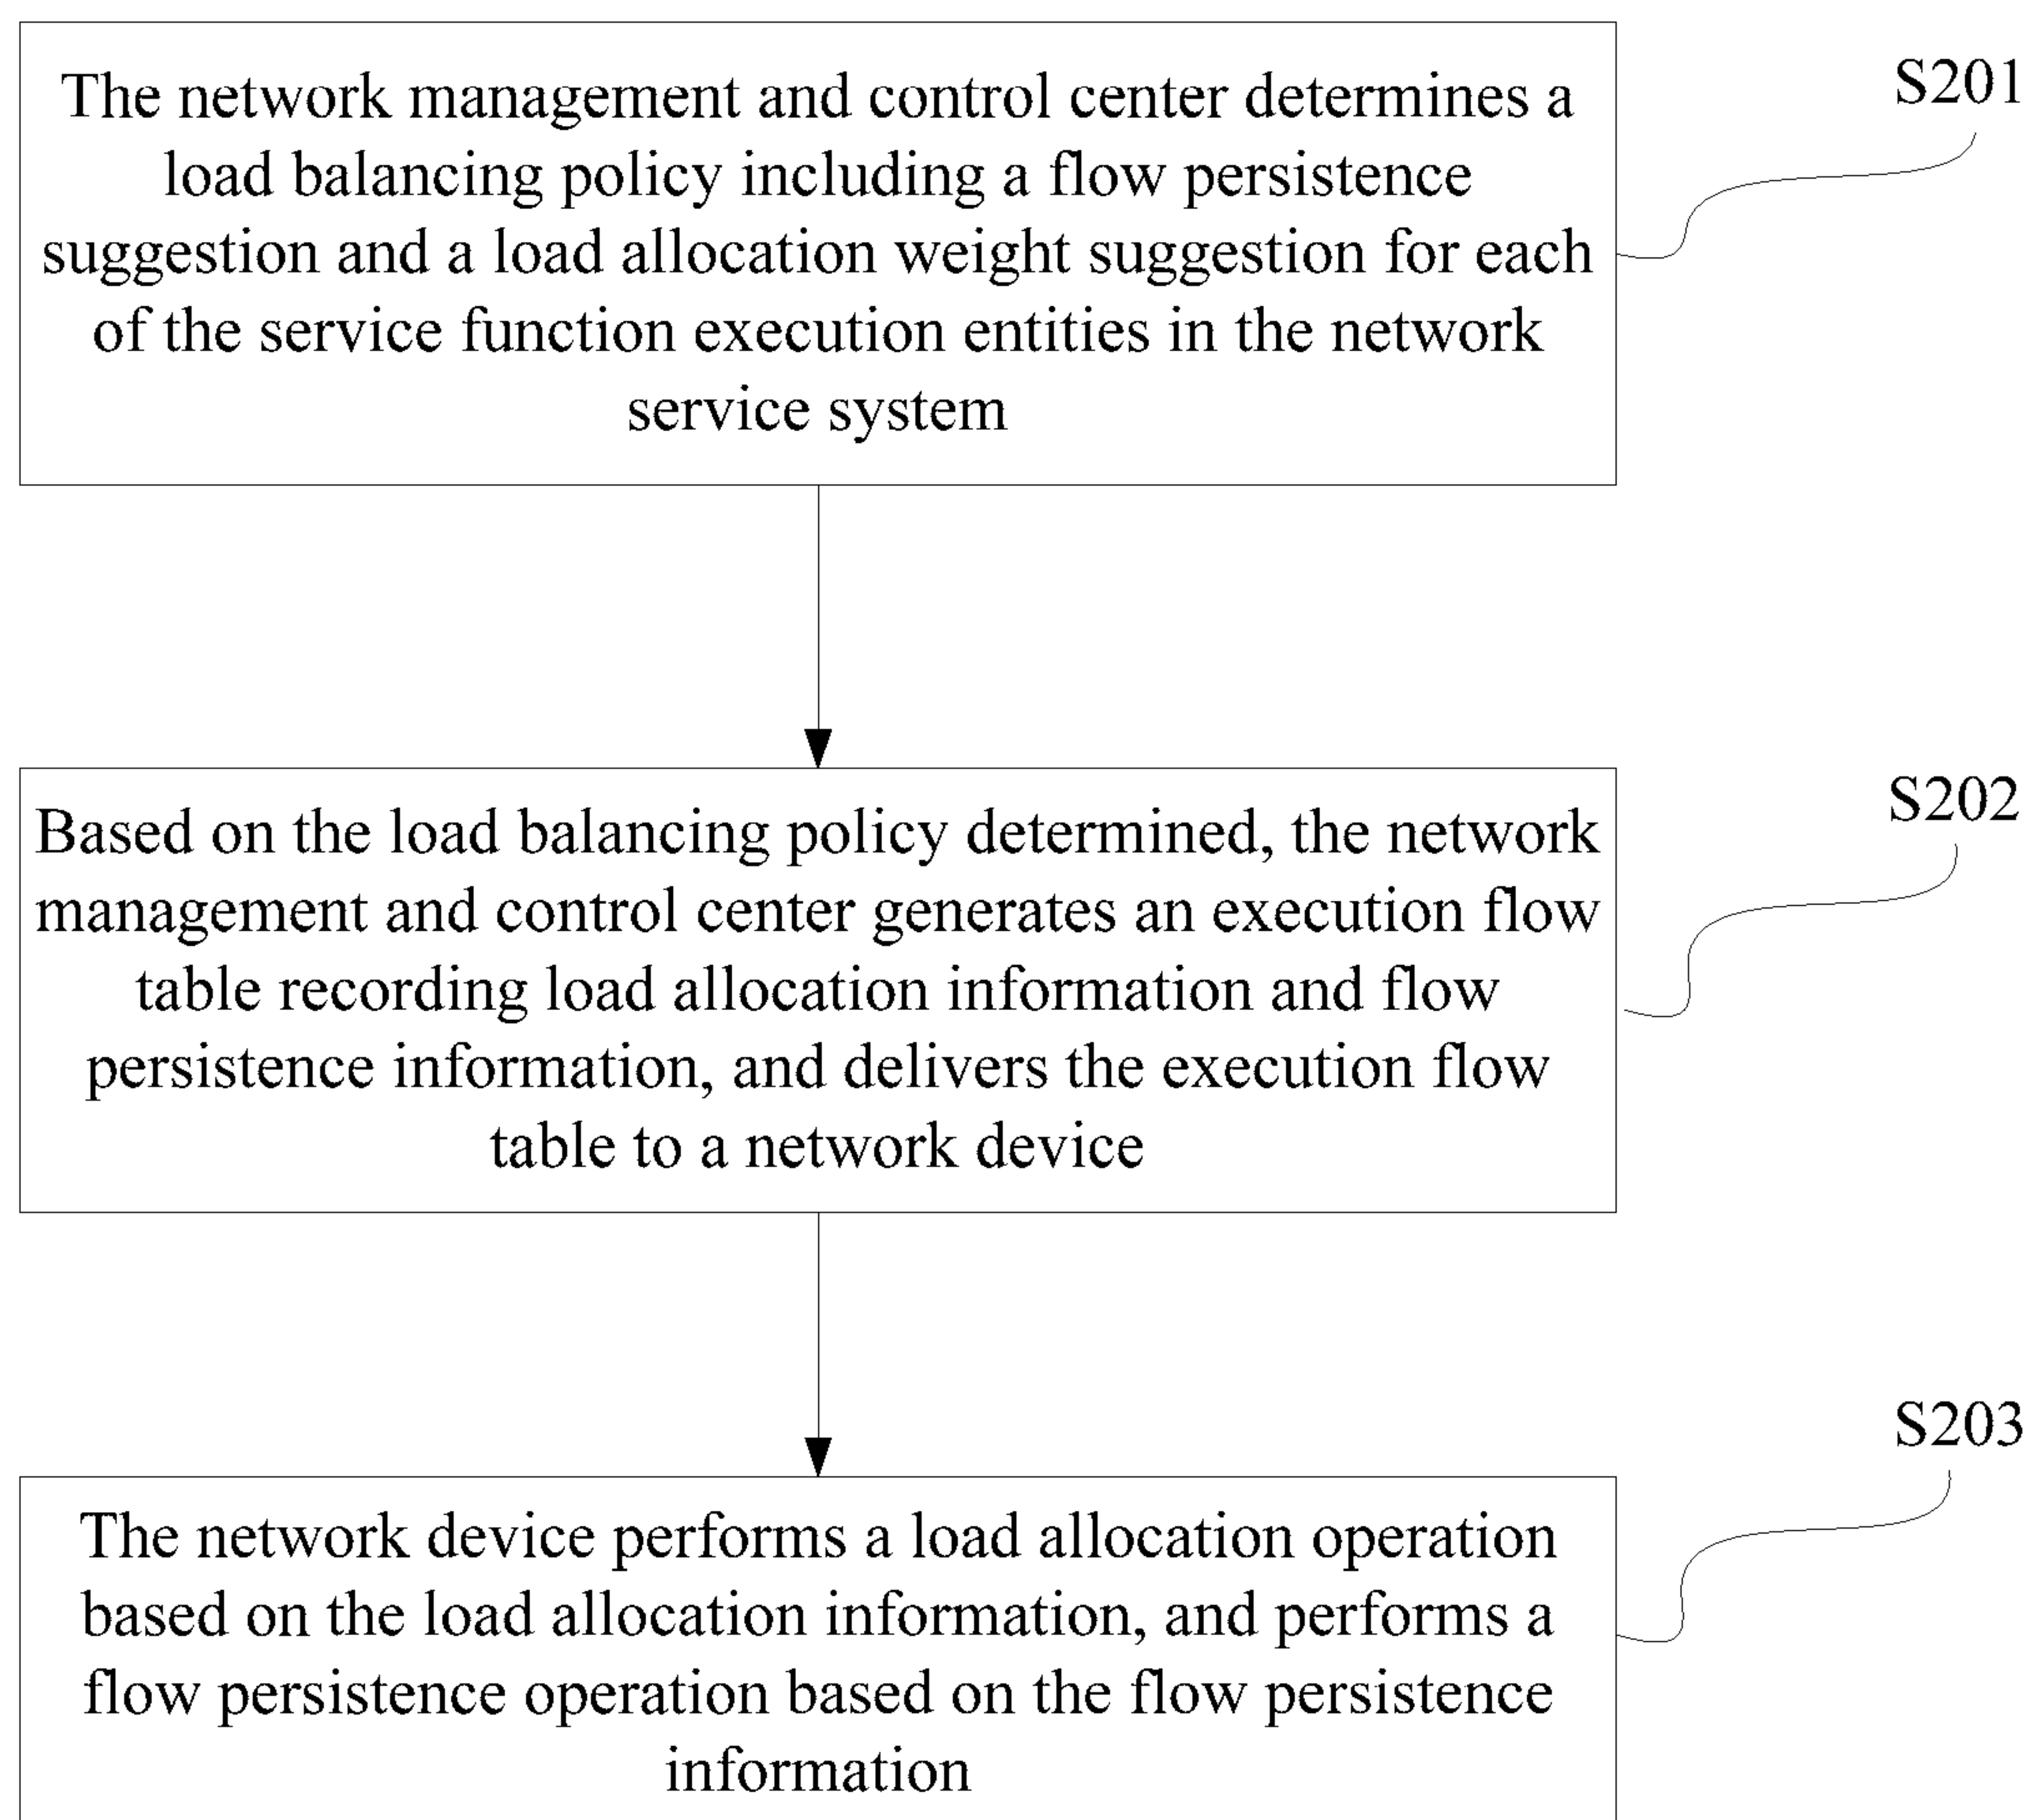 The network management and control center determines a
load balancing policy including a flow persistence
suggestion and a load allocation weight suggestion for each
of the service function execution entities in the network
service system
S201
Based on the load balancing policy determined, the network
management and control center generates an execution flow
table recording load allocation information and flow
persistence information, and delivers the execution flow
table to a network device
S202
The network device performs a load allocation operation
based on the load allocation information, and performs a
flow persistence operation based on the flow persistence
information
S203